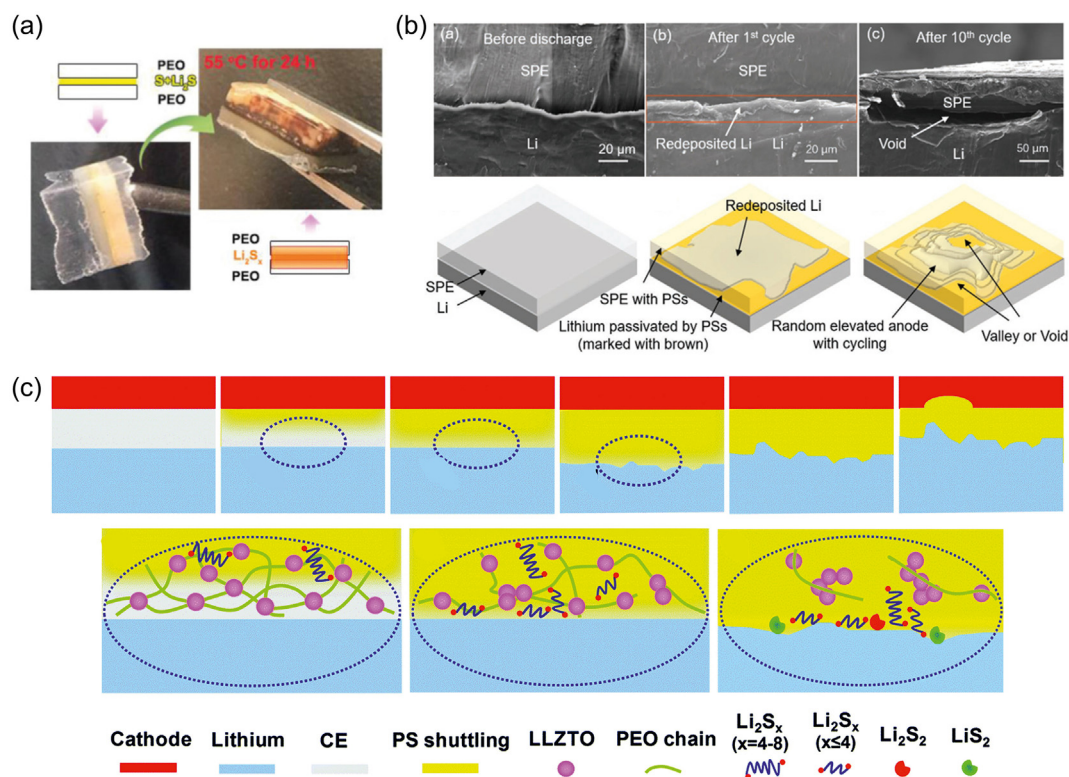 (a)
PEO
S+Li₂S
PEO
55 °C for 24 h
PEO
Li₂Sₓ
PEO
(b)
(a)
Before discharge
SPE
Li
20 μm
(b)
After 1st cycle
SPE
Redeposited Li
Li
20 μm
(c)
After 10th cycle
SPE
Void
Li
50 μm
SPE
Li
Redeposited Li
SPE with PSs
Lithium passivated by PSs
(marked with brown)
Random elevated anode
with cycling
Valley or Void
(c)
Cathode
Lithium
CE
PS shuttling
LLZTO
PEO chain
Li₂Sₓ
(x=4-8)
Li₂Sₓ
(x≤4)
Li₂S₂
LiS₂